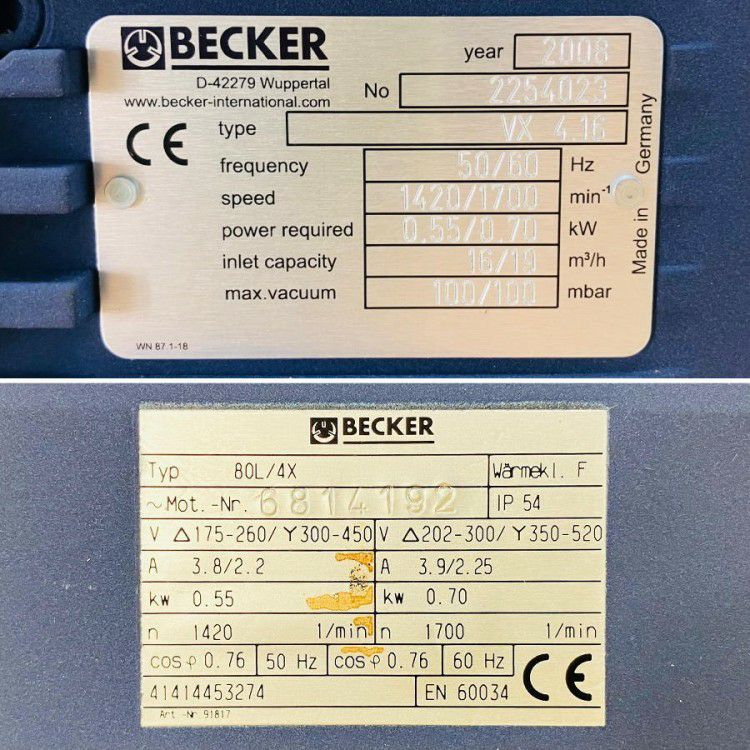 BECKER
year 2008
D-42279 Wuppertal
www.becker-international.com
No 2254023
type VX 4.16
CE
frequency 50/60 Hz
speed 1420/1700 min⁻¹
power required 0.55/0.70 kW
inlet capacity 16/19 m³/h
max.vacuum 100/100 mbar
Made in Germany
WN 87 1-18
BECKER
Typ 80L/4X Wärmekl. F
~Mot.-Nr. 6814192 IP 54
V △175-260/Y300-450 V △202-300/Y350-520
A 3.8/2.2 A 3.9/2.25
kw 0.55 kw 0.70
n 1420 1/min n 1700 1/min
cosφ 0.76 50 Hz cosφ 0.76 60 Hz
CE
41414453274 EN 60034
Art.-Nr 91817